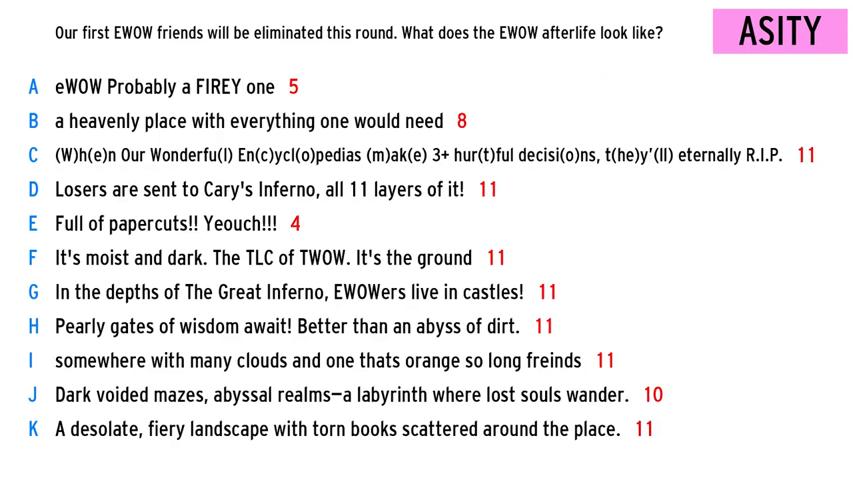 Our first EWOW friends will be eliminated this round. What does the EWOW afterlife look like?
ASITY
A eWOW Probably a FIREY one 5
B a heavenly place with everything one would need 8
C (W)h(e)n Our Wonderfu(l) En(c)ycl(o)pedias (m)ak(e) 3+ hur(t)ful decisi(o)ns, t(he)y'(ll) eternally R.I.P. 11
D Losers are sent to Cary's Inferno, all 11 layers of it! 11
E Full of papercuts!! Yeouch!!! 4
F It's moist and dark. The TLC of TWOW. It's the ground 11
G In the depths of The Great Inferno, EWOWers live in castles! 11
H Pearly gates of wisdom await! Better than an abyss of dirt. 11
I somewhere with many clouds and one thats orange so long freinds 11
J Dark voided mazes, abyssal realms—a labyrinth where lost souls wander. 10
K A desolate, fiery landscape with torn books scattered around the place. 11